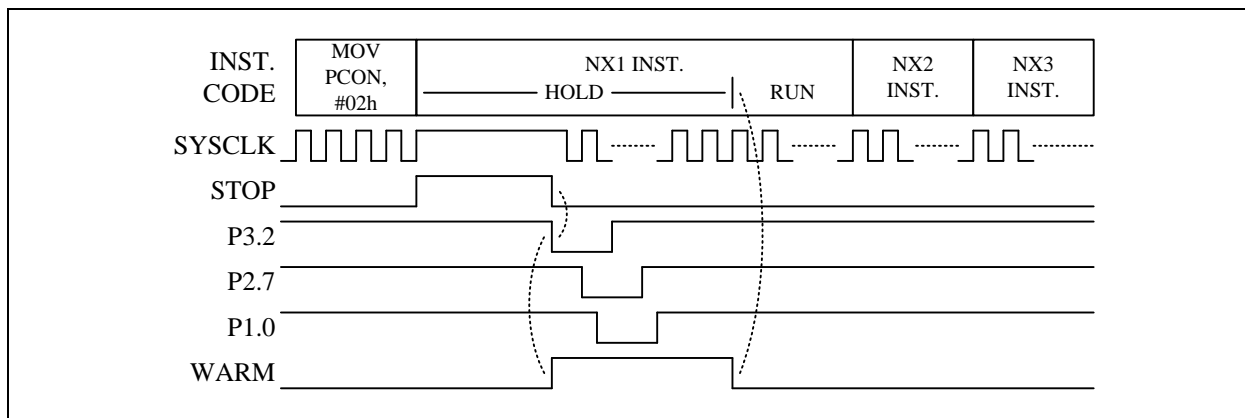 INST.
CODE
MOV
PCON,
#02h
NX1 INST.
HOLD
RUN
NX2
INST.
NX3
INST.
SYSCLK
STOP
P3.2
P2.7
P1.0
WARM